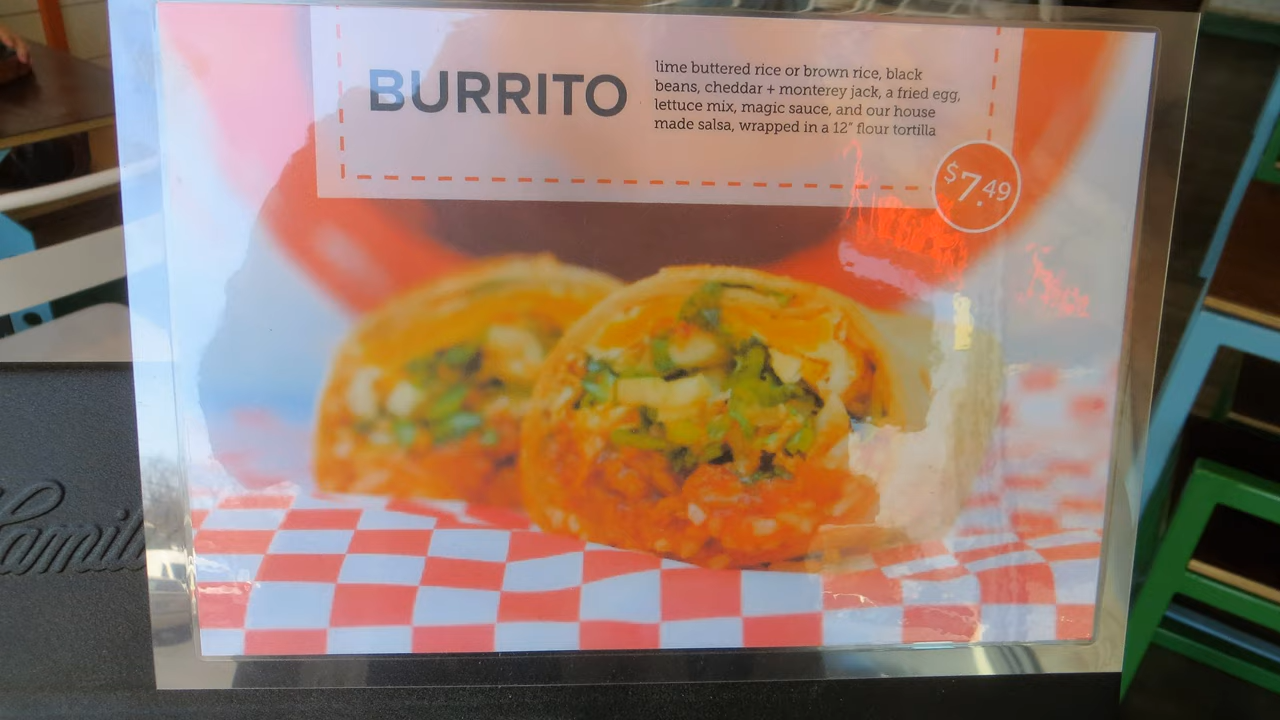 BURRITO
lime buttered rice or brown rice, black
beans, cheddar + monterey jack, a fried egg,
lettuce mix, magic sauce, and our house
made salsa, wrapped in a 12" flour tortilla
$7.49